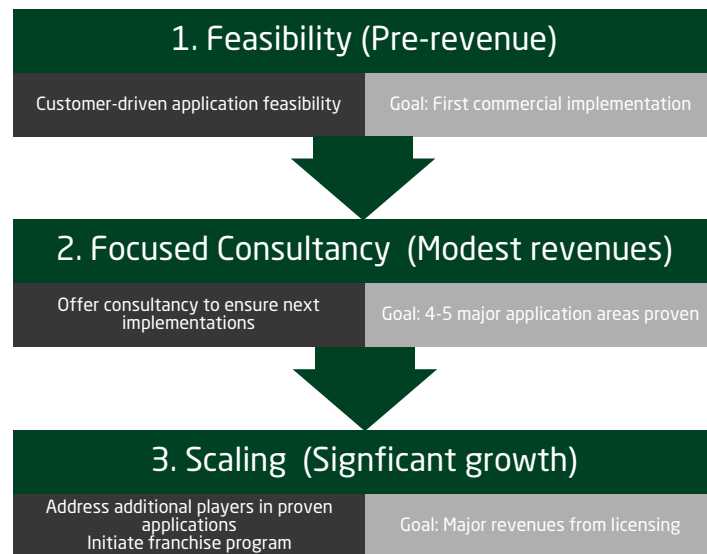 1. Feasibility (Pre-revenue)
Customer-driven application feasibility
Goal: First commercial implementation
2. Focused Consultancy (Modest revenues)
Offer consultancy to ensure next
implementations
Goal: 4-5 major application areas proven
3. Scaling (Signficant growth)
Address additional players in proven
applications
Initiate franchise program
Goal: Major revenues from licensing